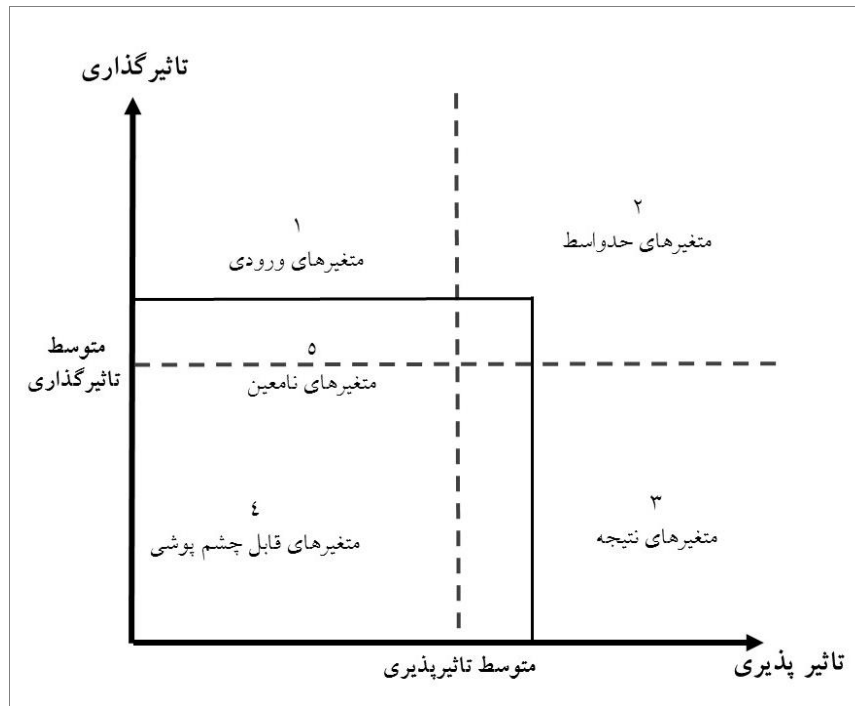 تاثیرگذاری
۲
متغیرهای حدواسط
۱
متغیرهای ورودی
متوسط
تاثیرگذاری
۵
متغیرهای نامعین
۳
متغیرهای نتیجه
٤
متغیرهای قابل چشم پوشی
تاثیر پذیری
متوسط تاثیرپذیری